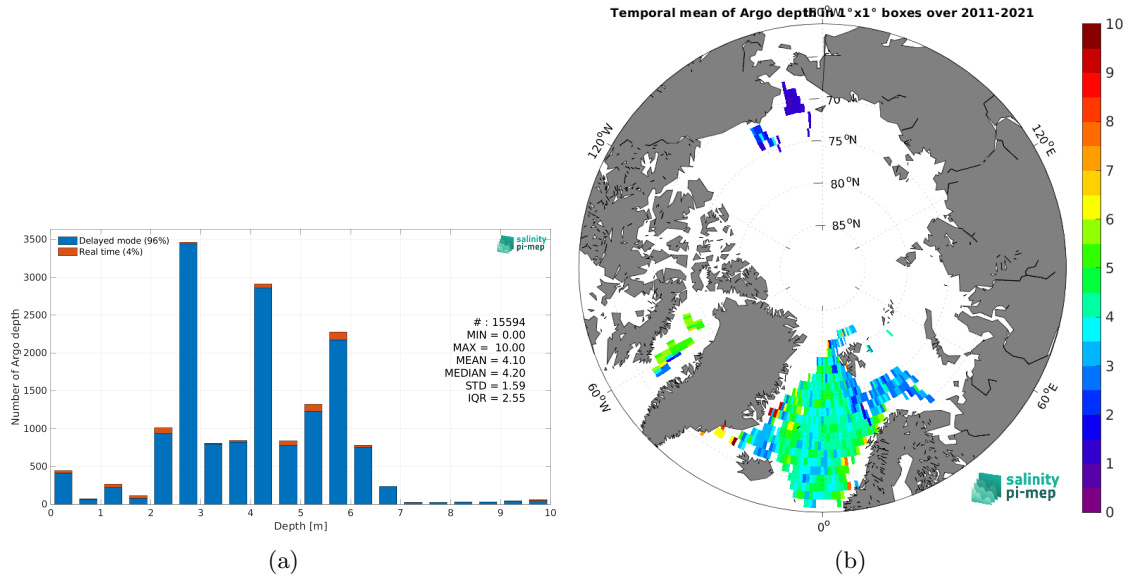 Delayed mode (96%)
Real time (4%)
salinity
pi-mep
# : 15594
MIN = 0.00
MAX = 10.00
MEAN = 4.10
MEDIAN = 4.20
STD = 1.59
IQR = 2.55
Number of Argo depth
3500
3000
2500
2000
1500
1000
500
0
0 1 2 3 4 5 6 7 8 9 10
Depth [m]
(a)
Temporal mean of Argo depth in 1°x1° boxes over 2011-2021
180°W
120°W
120°E
70°N
75°N
80°N
85°N
60°W
60°E
0°
salinity
pi-mep
10
9
8
7
6
5
4
3
2
1
0
(b)